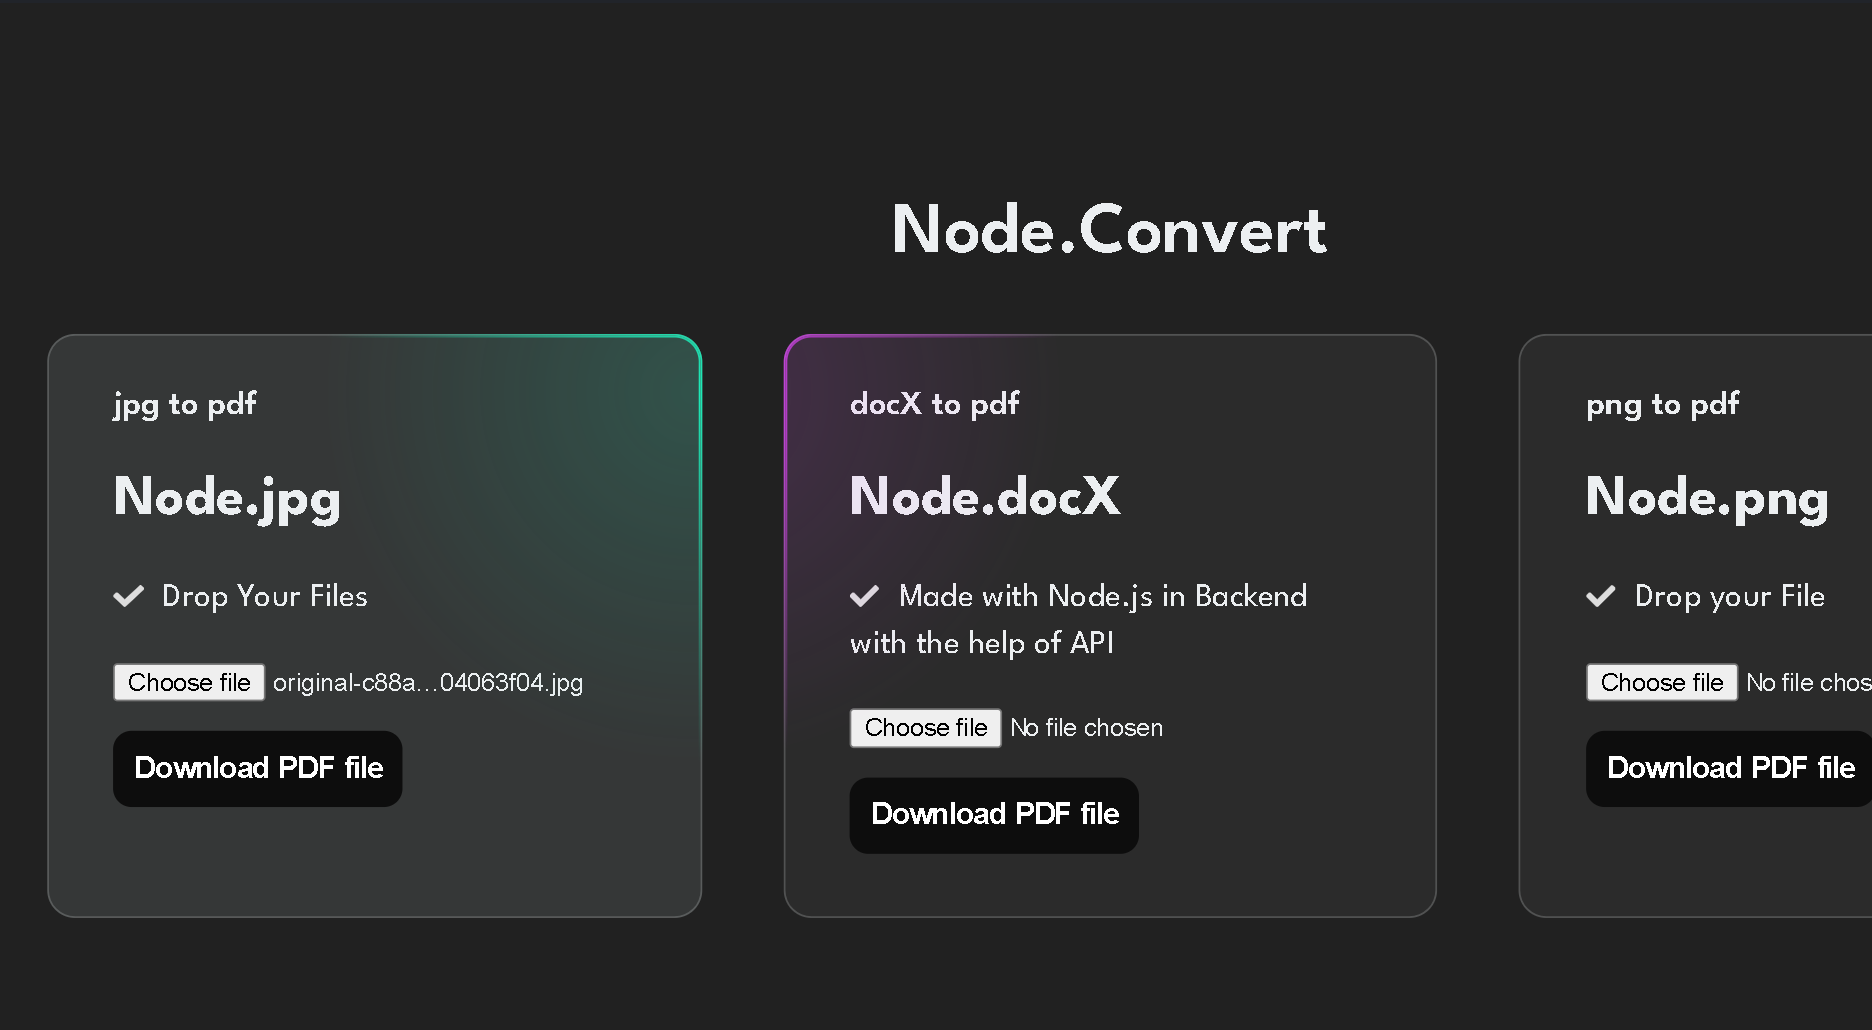 Node.Convert
jpg to pdf
Node.jpg
Drop Your Files
Choose file original-c88a...04063f04.jpg
Download PDF file
docX to pdf
Node.docX
Made with Node.js in Backend
with the help of API
Choose file No file chosen
Download PDF file
png to pdf
Node.png
Drop your File
Choose file No file chos
Download PDF file